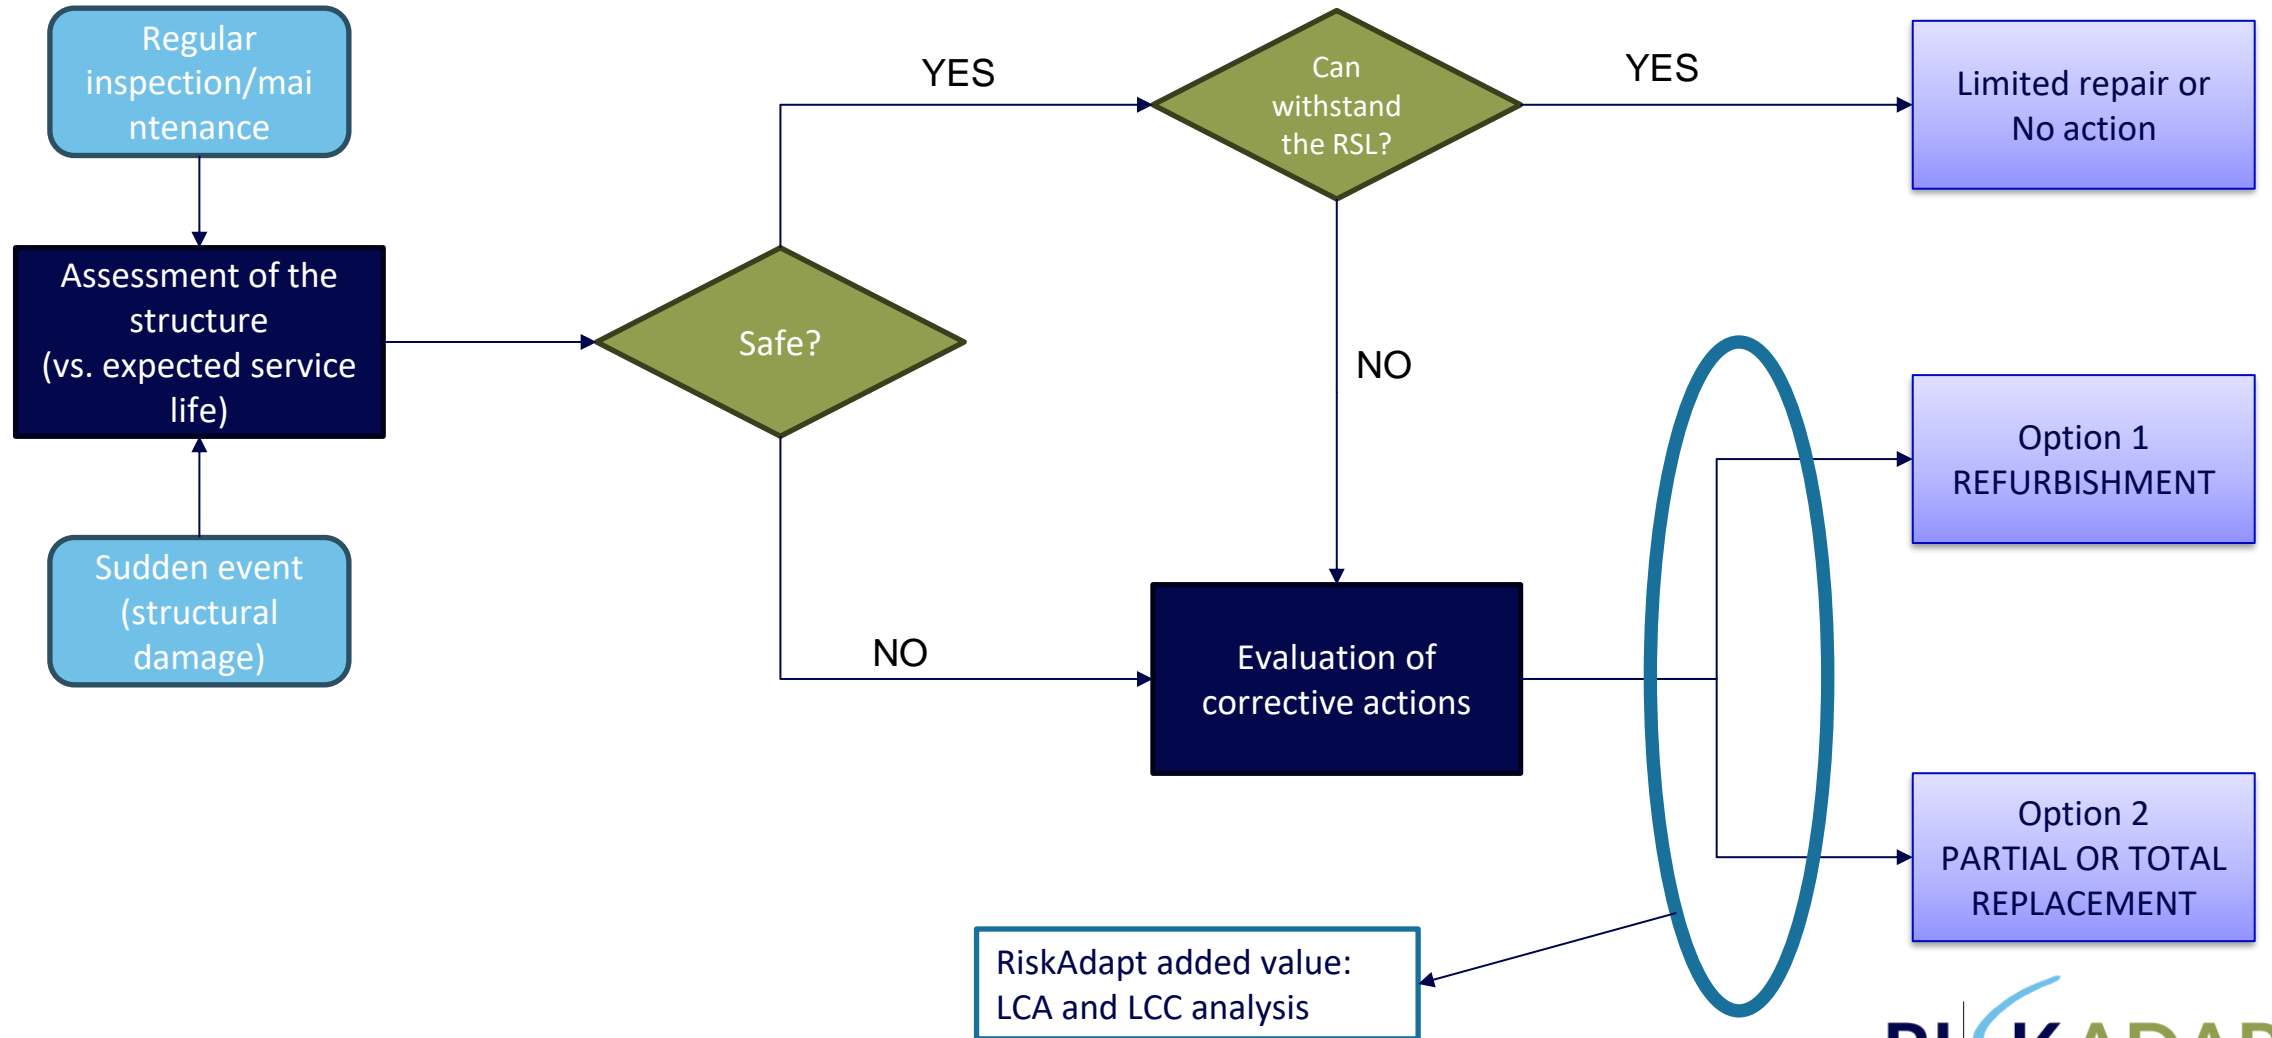 Regular
inspection/mai
ntenance
YES
Can
withstand
the RSL?
YES
Limited repair or
No action
Assessment of the
structure
(vs. expected service
life)
Safe?
NO
Option 1
REFURBISHMENT
Sudden event
(structural
damage)
NO
Evaluation of
corrective actions
Option 2
PARTIAL OR TOTAL
REPLACEMENT
RiskAdapt added value:
LCA and LCC analysis